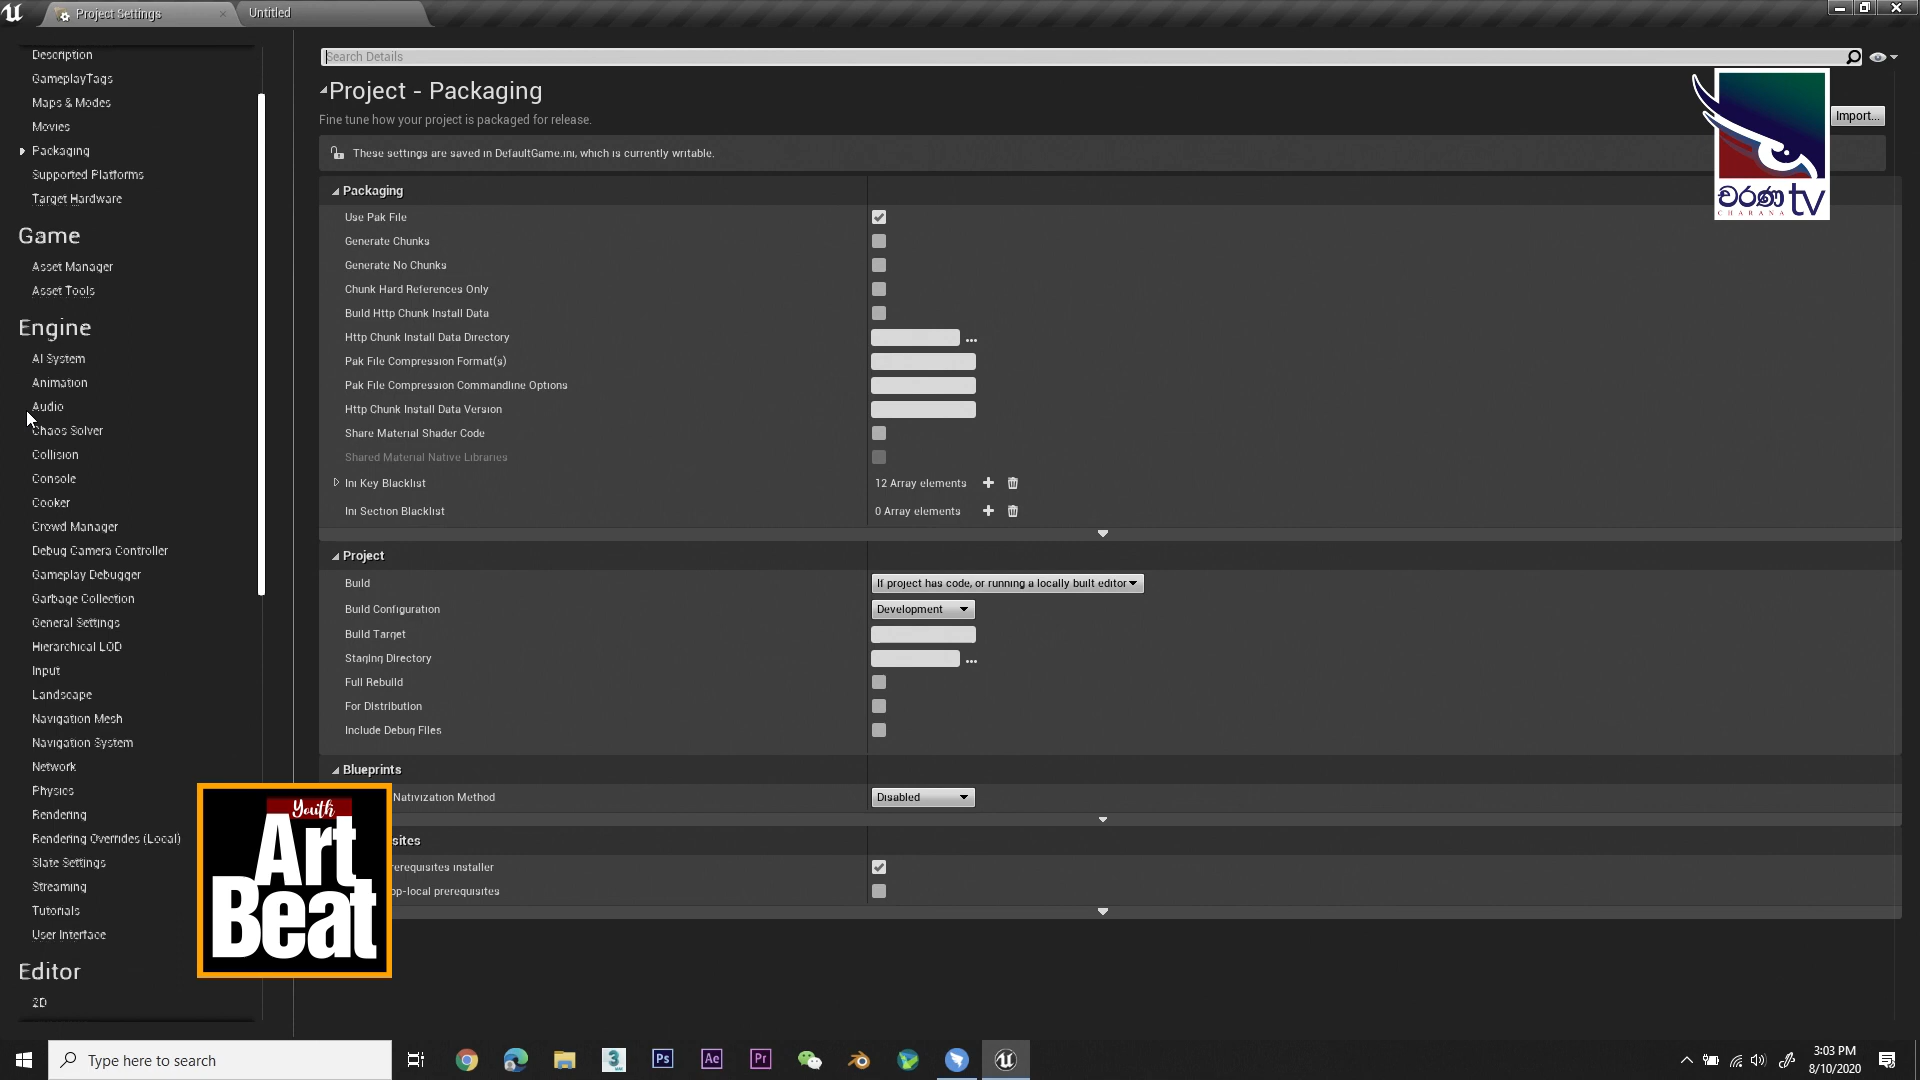 Project Settings
Untitled
Description
GameplayTags
Maps & Modes
Movies
Packaging
Supported Platforms
Target Hardware
Game
Asset Manager
Asset Tools
Engine
AI System
Animation
Audio
Chaos Solver
Collision
Console
Cooker
Crowd Manager
Debug Camera Controller
Gameplay Debugger
Garbage Collection
General Settings
Hierarchical LOD
Input
Landscape
Navigation Mesh
Navigation System
Network
Physics
Rendering
Rendering Overrides (Local)
Slate Settings
Streaming
Tutorials
User Interface
Editor
2D
Search Details
Project - Packaging
Fine tune how your project is packaged for release.
Import...
These settings are saved in DefaultGame.ini, which is currently writable.
Packaging
Use Pak File
Generate Chunks
Generate No Chunks
Chunk Hard References Only
Build Http Chunk Install Data
Http Chunk Install Data Directory
...
Pak File Compression Format(s)
Pak File Compression Commandline Options
Http Chunk Install Data Version
Share Material Shader Code
Shared Material Native Libraries
Ini Key Blacklist 12 Array elements
Ini Section Blacklist 0 Array elements
Project
Build If project has code, or running a locally built editor
Build Configuration Development
Build Target
Staging Directory
...
Full Rebuild
For Distribution
Include Debug Files
Blueprints
Nativization Method Disabled
sites
erequisites installer
op-local prerequisites
චරණ tv
CHARANA
Youth
Art
Beat
Type here to search
3
Ps
Ae
Pr
3:03 PM
8/10/2020